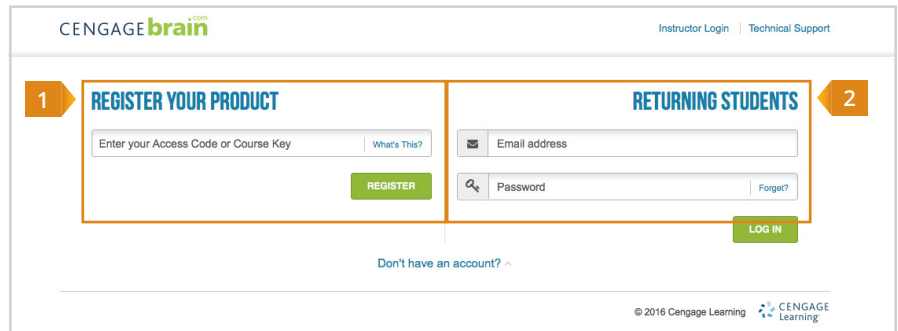 CENGAGEbrain.com
Instructor Login | Technical Support
1
REGISTER YOUR PRODUCT
Enter your Access Code or Course Key
What's This?
REGISTER
RETURNING STUDENTS
2
Email address
Password
Forget?
LOG IN
Don't have an account?
© 2016 Cengage Learning
CENGAGE
Learning